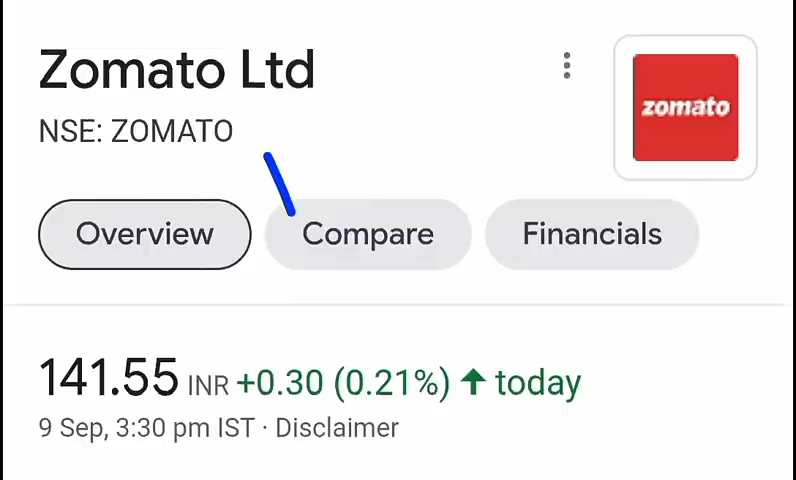 Zomato Ltd
zomato
NSE: ZOMATO
Overview Compare Financials
141.55 INR +0.30 (0.21%) ↑ today
9 Sep, 3:30 pm IST · Disclaimer